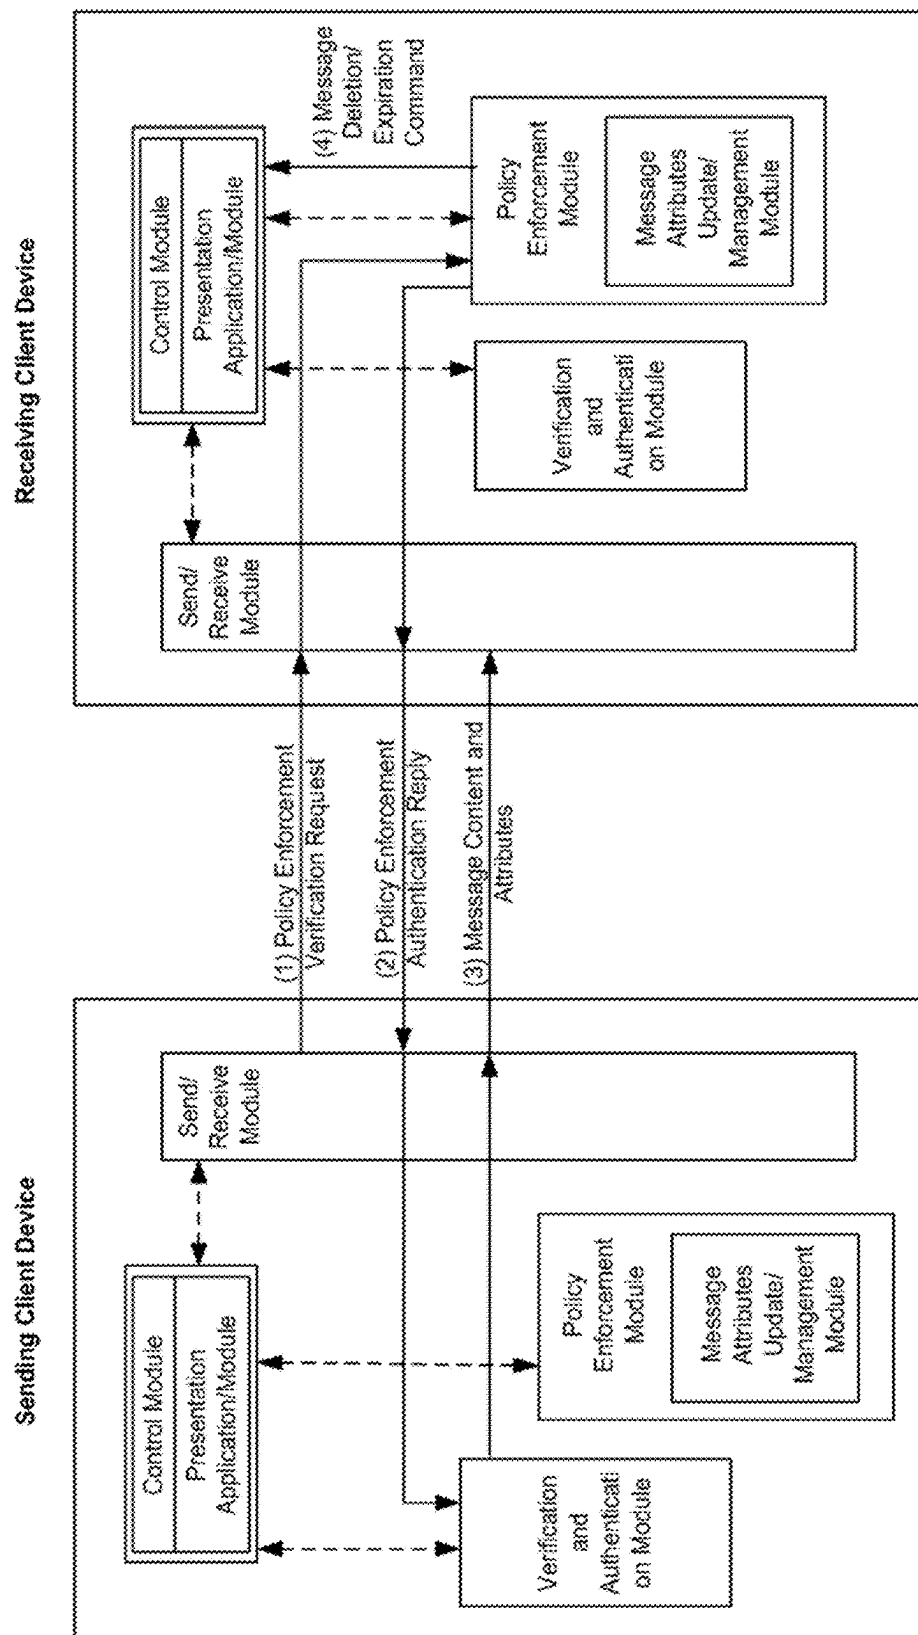 Sending Client Device
Control Module
Presentation
Application/Module
Send/
Receive
Module
Verification
and
Authenticati
on Module
Policy
Enforcement
Module
Message
Attributes
Update/
Management
Module
(1) Policy Enforcement
Verification Request
(2) Policy Enforcement
Authentication Reply
(3) Message Content and
Attributes
Receiving Client Device
Send/
Receive
Module
Control Module
Presentation
Application/Module
(4) Message
Deletion/
Expiration
Command
Verification
and
Authenticati
on Module
Policy
Enforcement
Module
Message
Attributes
Update/
Management
Module